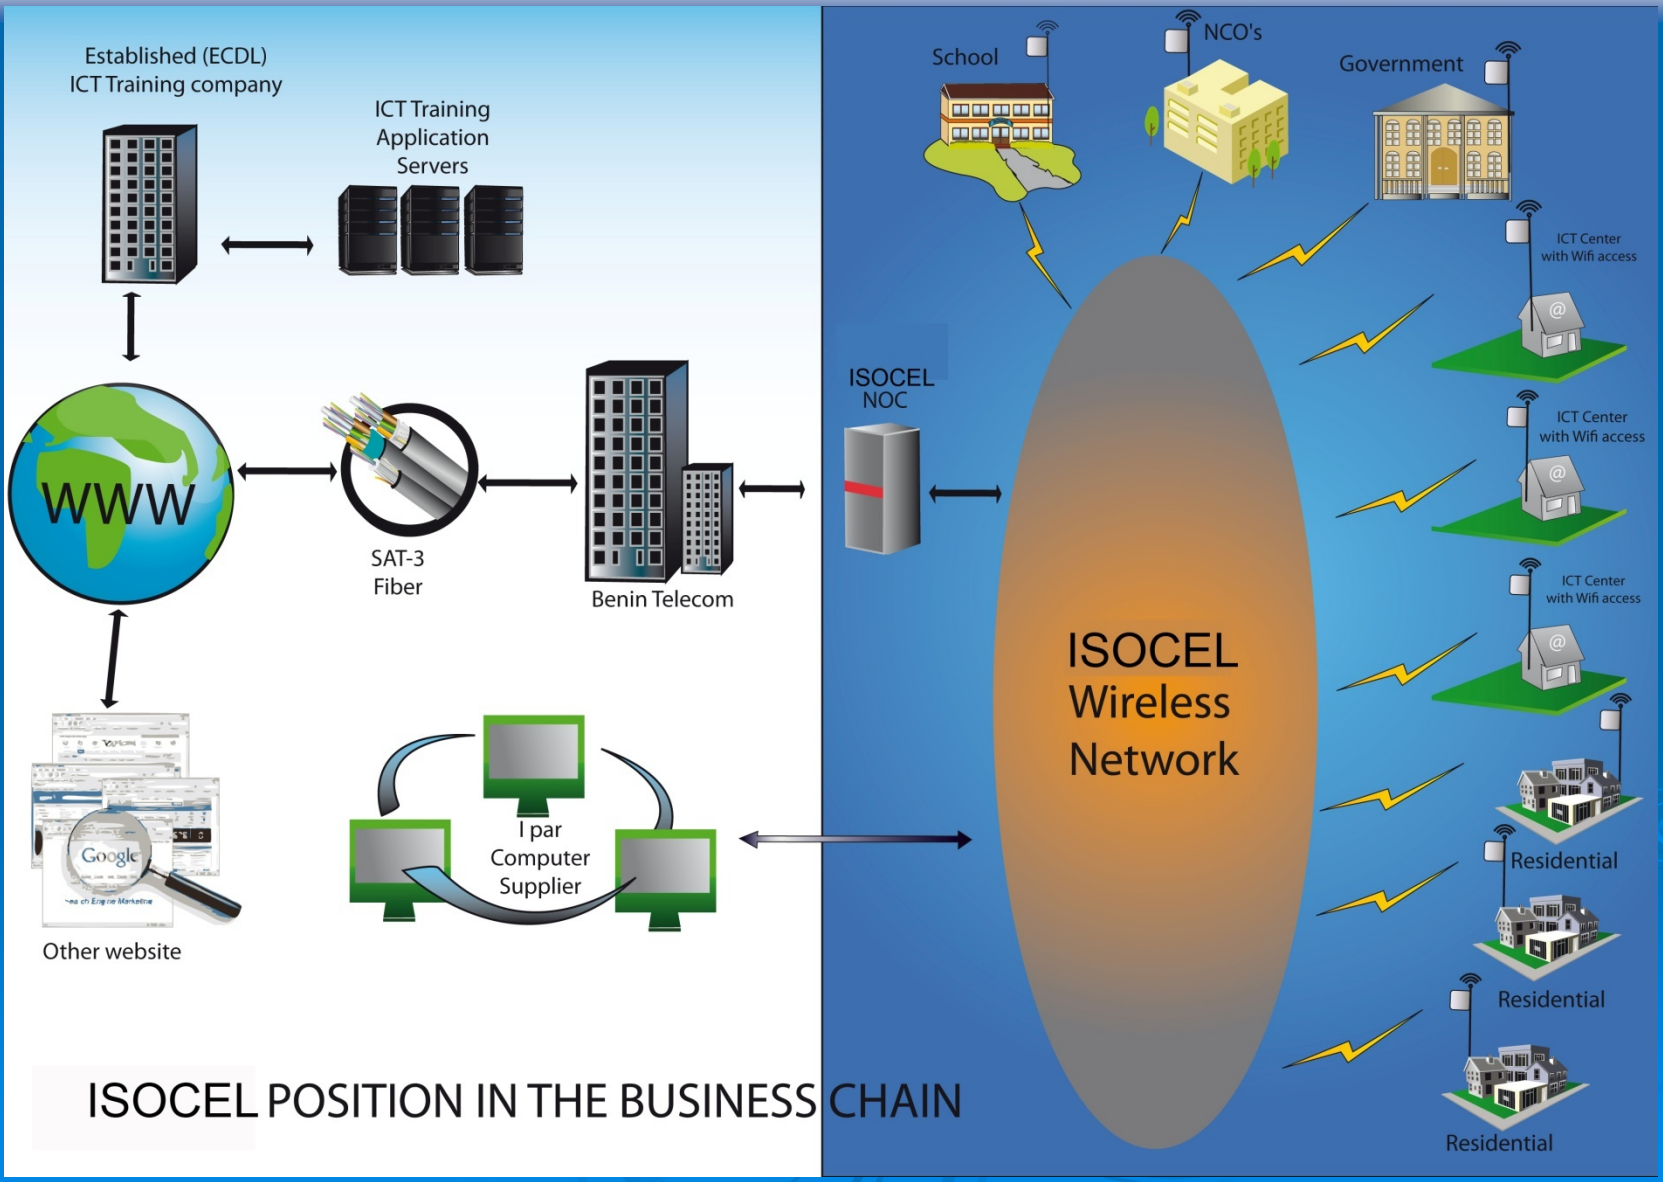 Established (ECDL)
ICT Training company
ICT Training
Application
Servers
WWW
SAT-3
Fiber
Benin Telecom
Google
Other website
I par
Computer
Supplier
School
NCO's
Government
ICT Center
with Wifi access
@
ICT Center
with Wifi access
@
ICT Center
with Wifi access
@
ISOCEL
NOC
ISOCEL
Wireless
Network
Residential
Residential
Residential
ISOCEL POSITION IN THE BUSINESS CHAIN